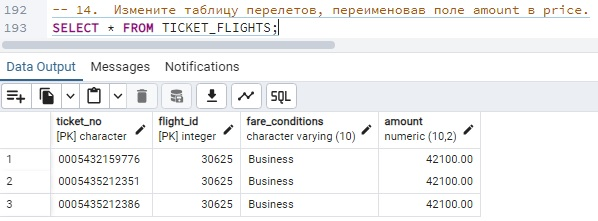 192 -- 14. Измените таблицу перелетов, переименовав поле amount в price.
193 SELECT * FROM TICKET_FLIGHTS;
Data Output Messages Notifications
SQL
ticket_no flight_id fare_conditions amount
[PK] character [PK] integer character varying (10) numeric (10,2)
1 0005432159776 30625 Business 42100.00
2 0005435212351 30625 Business 42100.00
3 0005435212386 30625 Business 42100.00